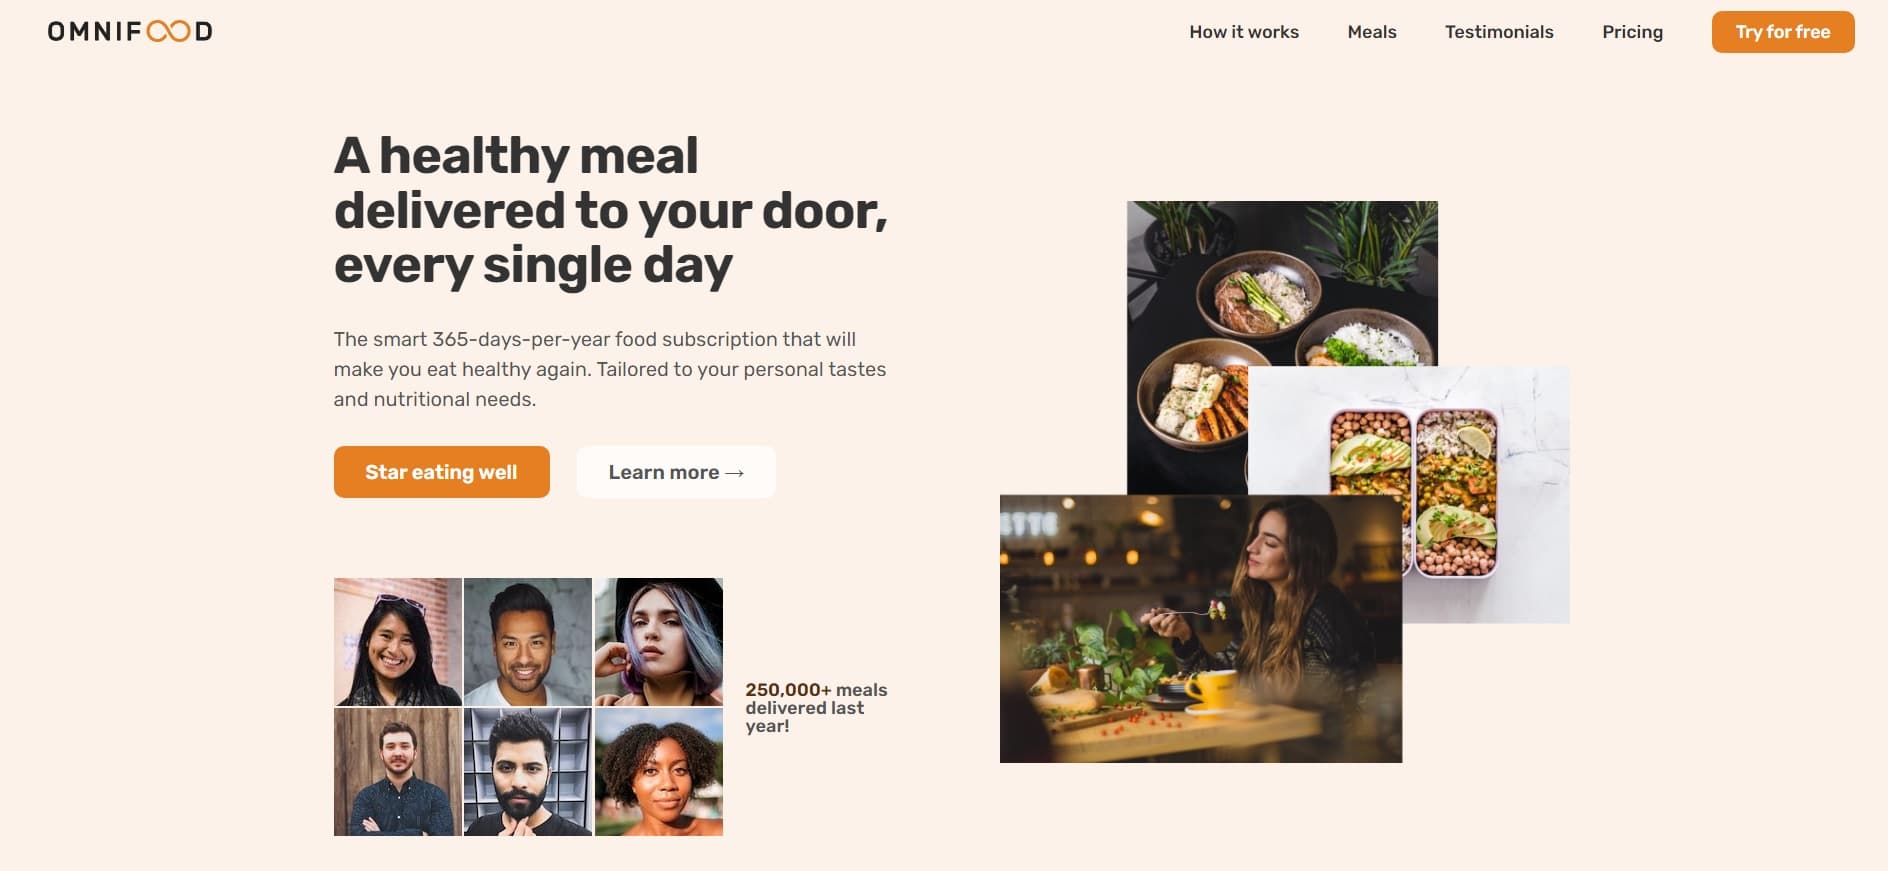 OMNIFOOD
How it works
Meals
Testimonials
Pricing
Try for free
A healthy meal
delivered to your door,
every single day
The smart 365-days-per-year food subscription that will
make you eat healthy again. Tailored to your personal tastes
and nutritional needs.
Star eating well
Learn more →
250,000+ meals
delivered last
year!
ETTE